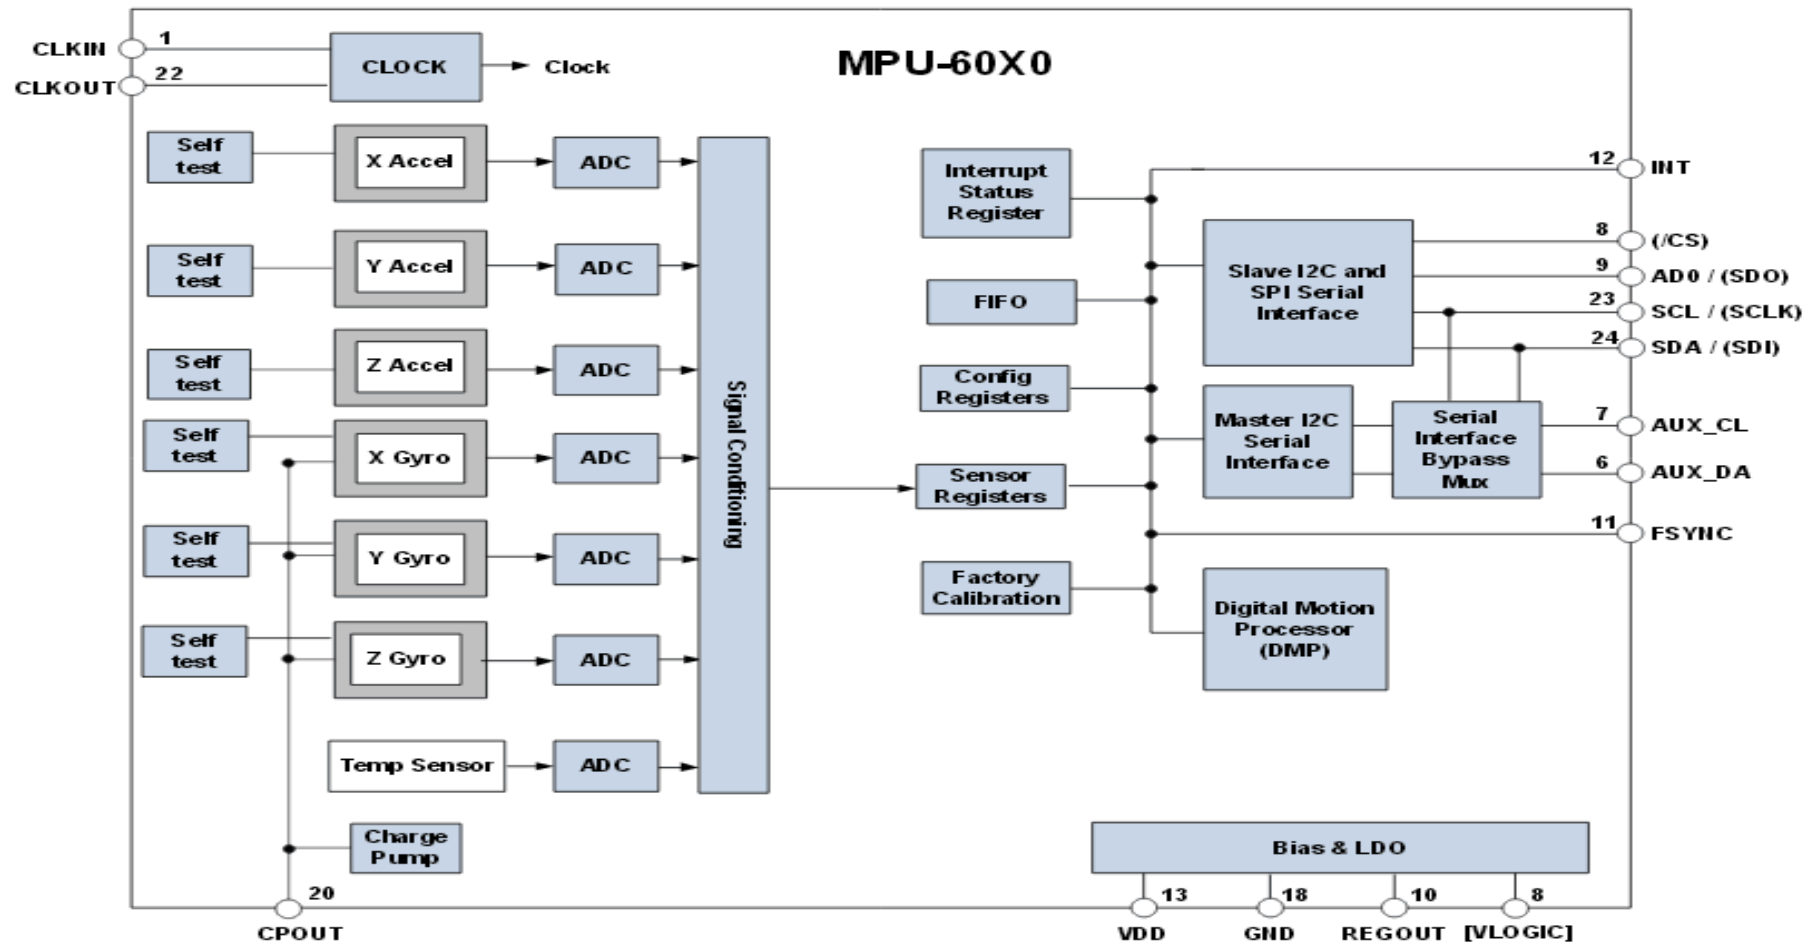 MPU-60X0
CLKIN
1
CLKOUT
22
CLOCK
Clock
Self
test
X Accel
ADC
Self
test
Y Accel
ADC
Self
test
Z Accel
ADC
Self
test
X Gyro
ADC
Self
test
Y Gyro
ADC
Self
test
Z Gyro
ADC
Temp Sensor
ADC
Charge
Pump
20
CPOUT
Signal Conditioning
Interrupt
Status
Register
FIFO
Config
Registers
Sensor
Registers
Factory
Calibration
Slave I2C and
SPI Serial
Interface
Master I2C
Serial
Interface
Serial
Interface
Bypass
Mux
Digital Motion
Processor
(DMP)
12
INT
8
(/CS)
9
AD0 / (SDO)
23
SCL / (SCLK)
24
SDA / (SDI)
7
AUX_CL
6
AUX_DA
11
FSYNC
Bias & LDO
13
18
10
8
VDD
GND
REGOUT
[VLOGIC]